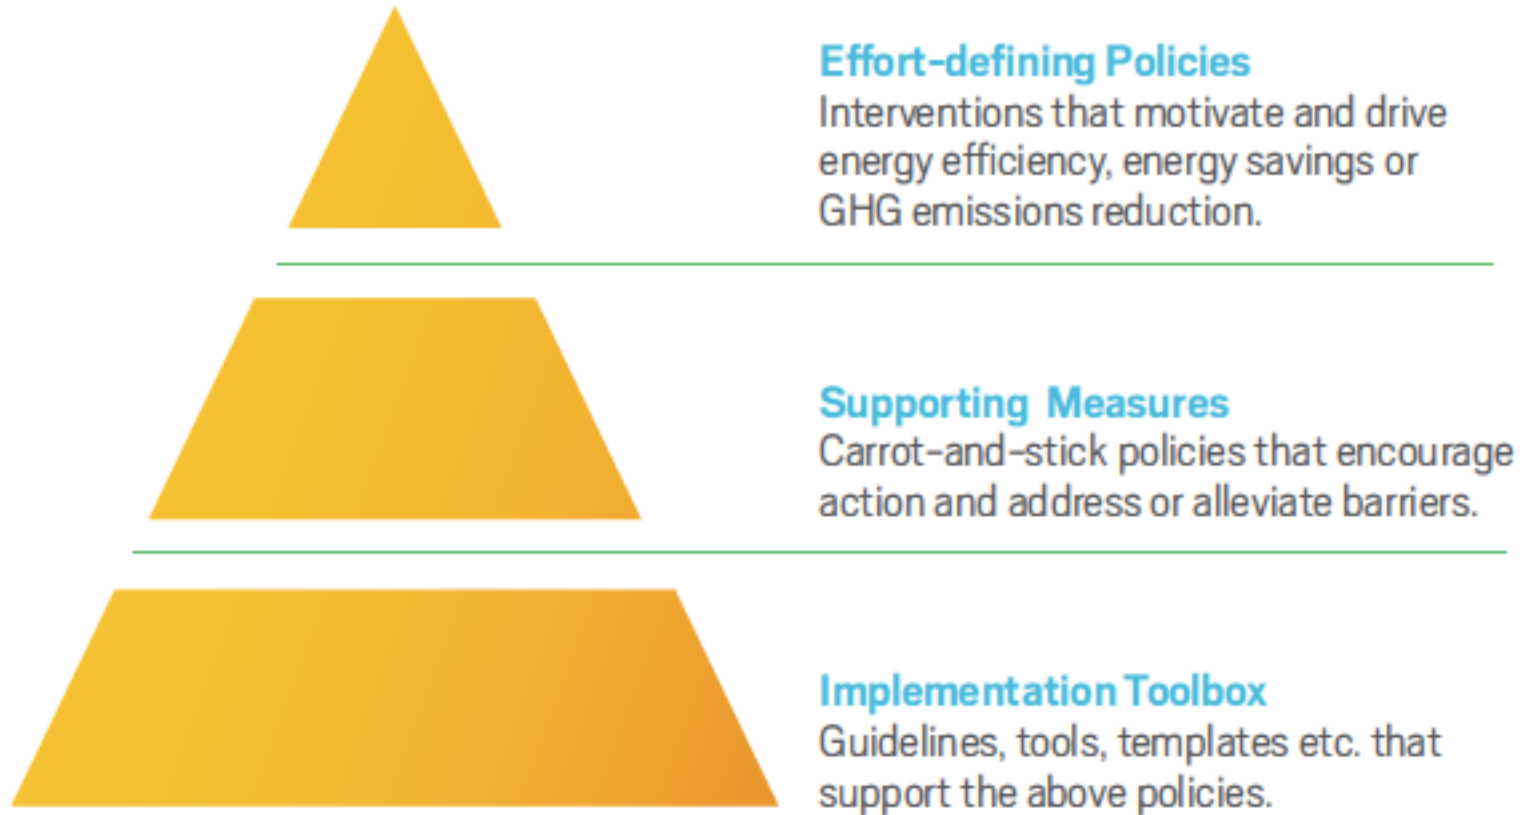 Effort-defining Policies
Interventions that motivate and drive
energy efficiency, energy savings or
GHG emissions reduction.
Supporting Measures
Carrot-and-stick policies that encourage
action and address or alleviate barriers.
Implementation Toolbox
Guidelines, tools, templates etc. that
support the above policies.